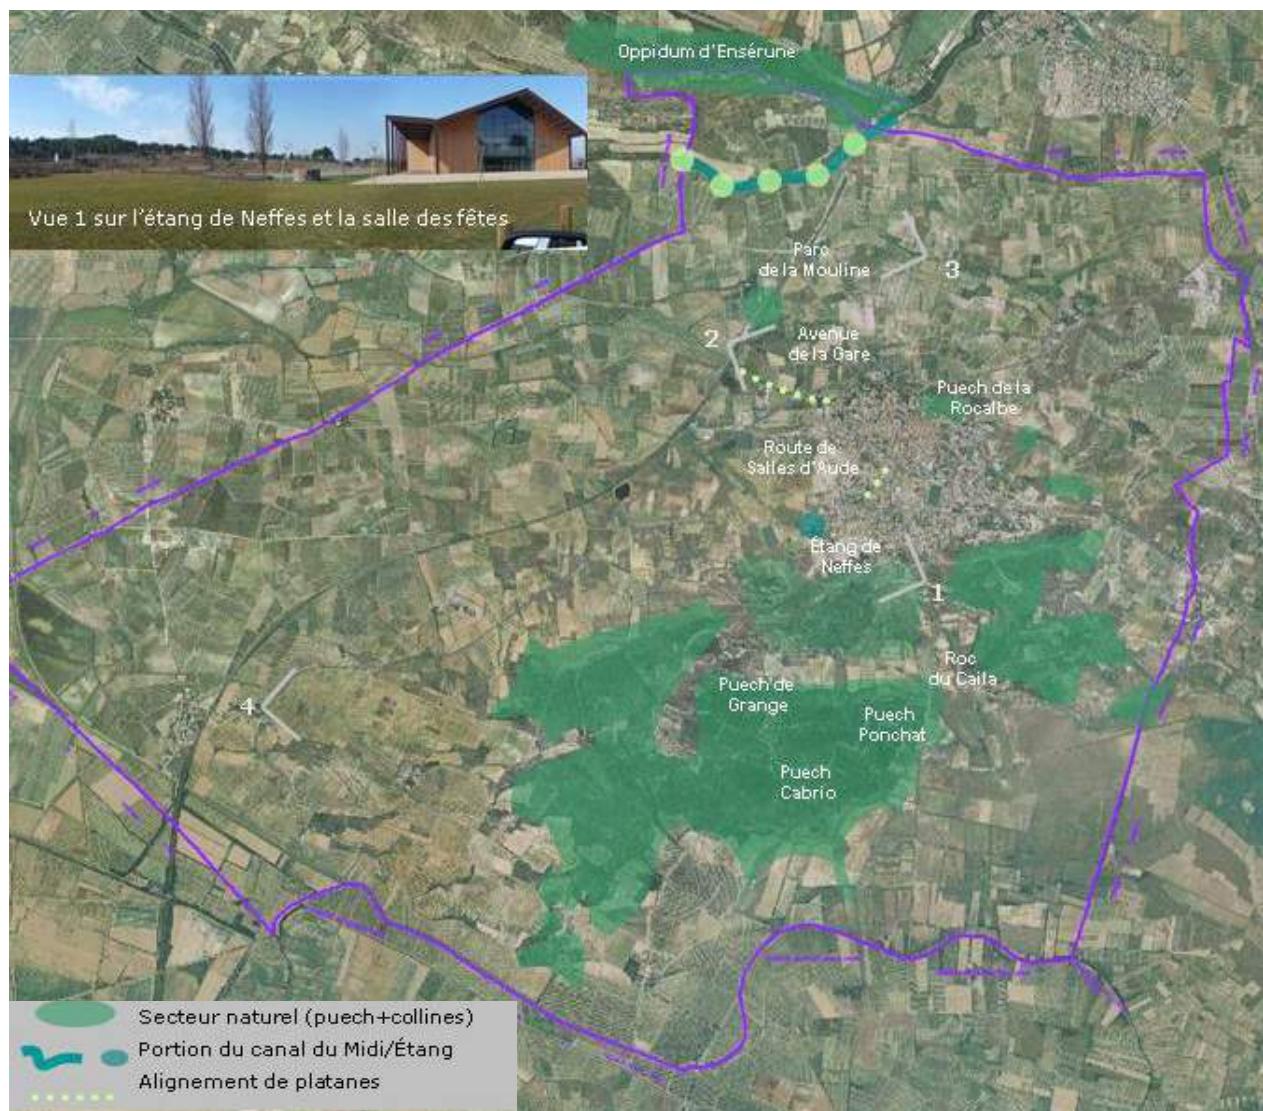 Oppidum d'Ensérune
Vue 1 sur l'étang de Neffes et la salle des fêtes
Parc
de la Mouline
3
2
Avenue
de la Gare
Puech de la
Rocalbe
Route de
Salles d'Aude
Étang de
Neffes
1
Roc
du Caila
4
Puech de
Grange
Puech
Ponchat
Puech
Cabrio
Secteur naturel (puech+collines)
Portion du canal du Midi/Étang
Alignement de platanes